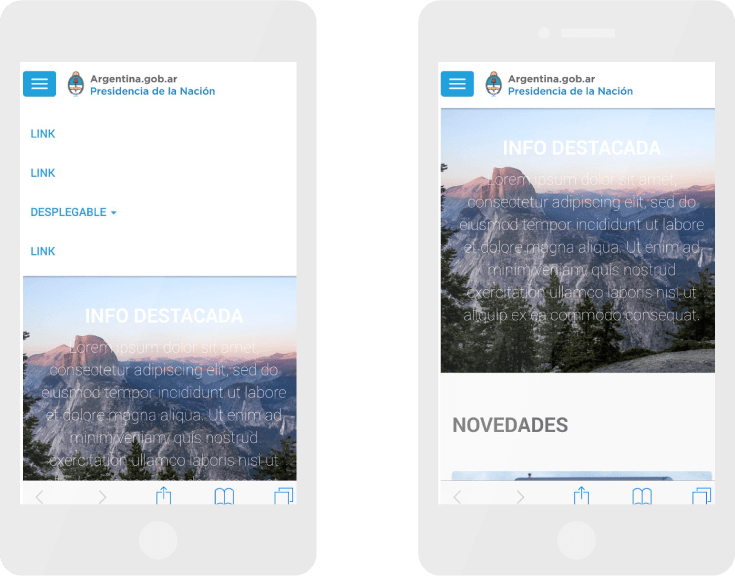 Argentina.gob.ar
Presidencia de la Nación
LINK
LINK
DESPLEGABLE
LINK
INFO DESTACADA
Lorem ipsum dolor sit amet,
consectetur adipiscing elit, sed do
eiusmod tempor incididunt ut labore
et dolore magna aliqua. Ut enim ad
minim veniam, quis nostrud
exercitation ullamco laboris nisi ut
Argentina.gob.ar
Presidencia de la Nación
INFO DESTACADA
Lorem ipsum dolor sit amet,
consectetur adipiscing elit, sed do
eiusmod tempor incididunt ut labore
et dolore magna aliqua. Ut enim ad
minim veniam, quis nostrud
exercitation ullamco laboris nisi ut
aliquip ex ea commodo consequat.
NOVEDADES